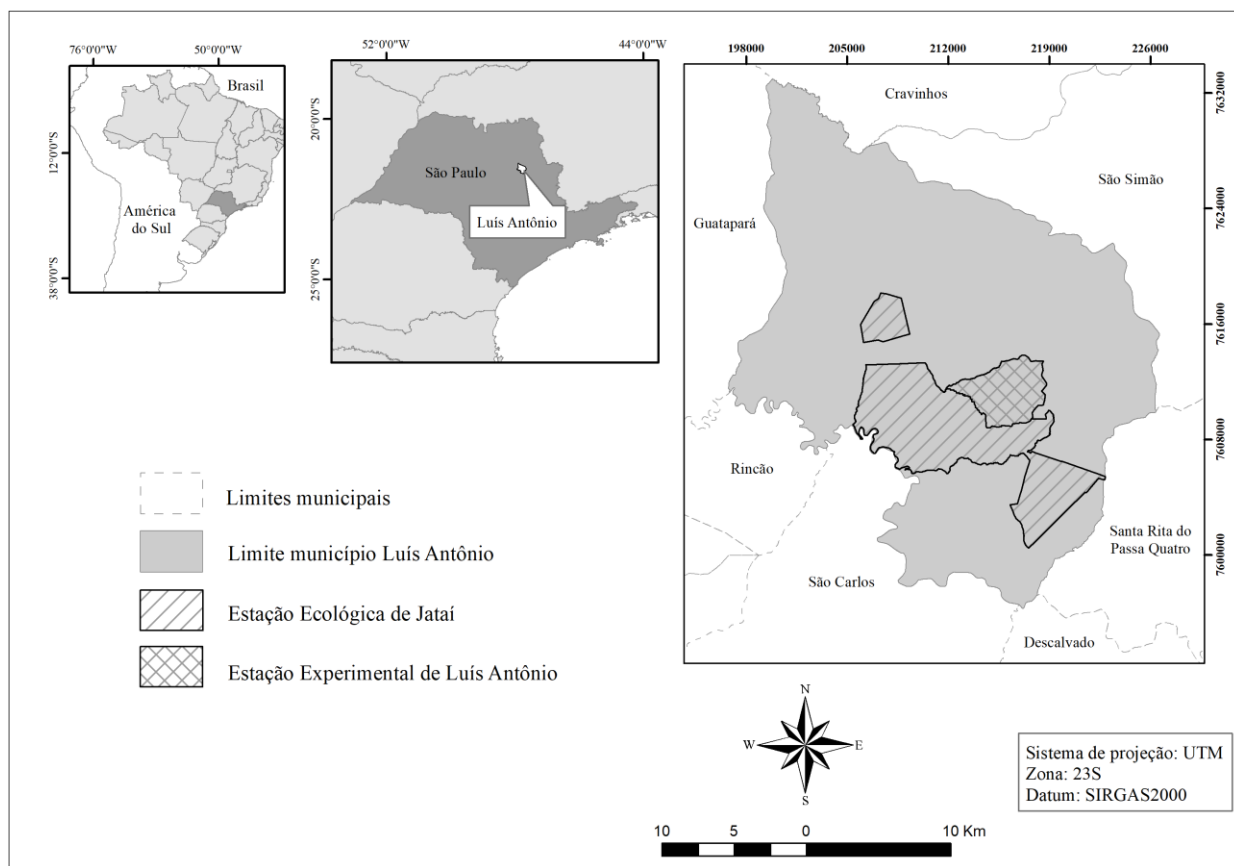 76°0'0"W
50°0'0"W
Brasil
América
do Sul
12°0'0"S
38°0'0"S
52°0'0"W
44°0'0"W
20°0'0"S
25°0'0"S
São Paulo
Luís Antônio
198000
205000
212000
219000
226000
7632000
7624000
7616000
7608000
7600000
Cravinhos
São Simão
Guatapará
Rincão
São Carlos
Santa Rita do
Passa Quatro
Descalvado
Limites municipais
Limite município Luís Antônio
Estação Ecológica de Jataí
Estação Experimental de Luís Antônio
N
W
E
S
Sistema de projeção: UTM
Zona: 23S
Datum: SIRGAS2000
10 5 0 10 Km